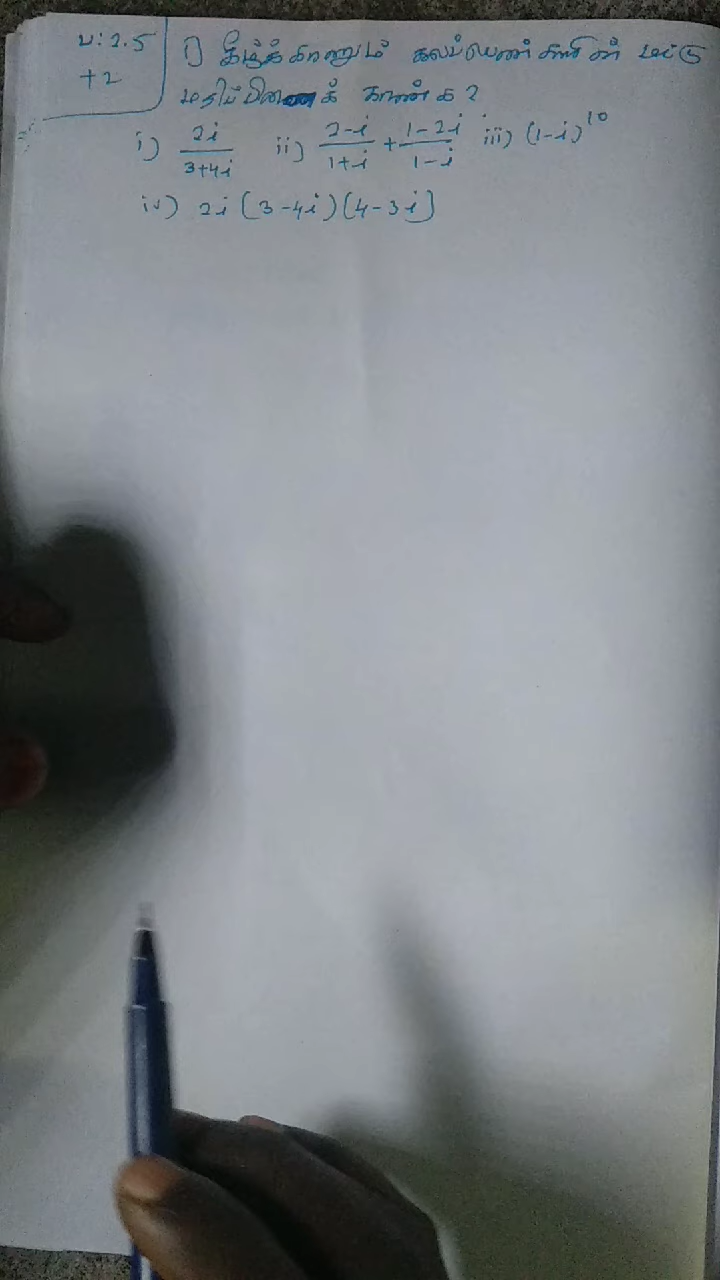 ப: 2.5
+2
1) கீழ்க்காணும் கலப்பெண்களின் மட்டு
மதிப்பினைக் காண்க ?
i) 2i/(3+4i) ii) (2-i)/(1+i) + (1-2i)/(1-i) iii) (1-i)^10
iv) 2i (3-4i)(4-3i)